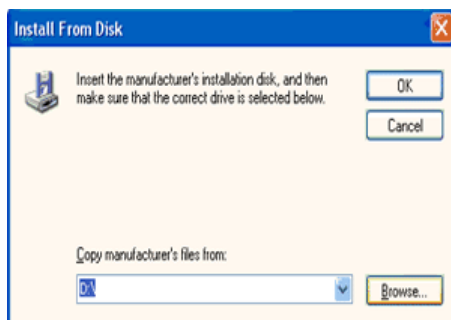 Install From Disk
Insert the manufacturer's installation disk, and then
make sure that the correct drive is selected below.
OK
Cancel
Copy manufacturer's files from:
D:\
Browse...